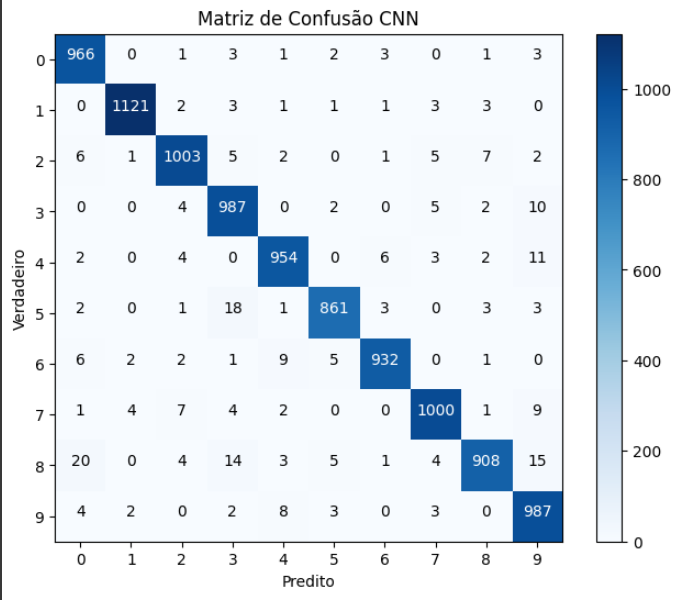 Matriz de Confusão CNN
0 966 0 1 3 1 2 3 0 1 3
1 0 1121 2 3 1 1 1 3 3 0
2 6 1 1003 5 2 0 1 5 7 2
3 0 0 4 987 0 2 0 5 2 10
4 2 0 4 0 954 0 6 3 2 11
5 2 0 1 18 1 861 3 0 3 3
6 6 2 2 1 9 5 932 0 1 0
7 1 4 7 4 2 0 0 1000 1 9
8 20 0 4 14 3 5 1 4 908 15
9 4 2 0 2 8 3 0 3 0 987
0 1 2 3 4 5 6 7 8 9
Predito
Verdadeiro
1000
800
600
400
200
0